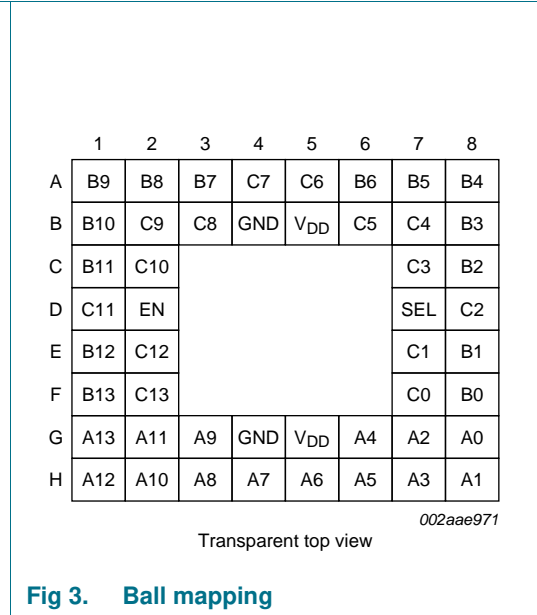 1 2 3 4 5 6 7 8
A B9 B8 B7 C7 C6 B6 B5 B4
B B10 C9 C8 GND VDD C5 C4 B3
C B11 C10 C3 B2
D C11 EN SEL C2
E B12 C12 C1 B1
F B13 C13 C0 B0
G A13 A11 A9 GND VDD A4 A2 A0
H A12 A10 A8 A7 A6 A5 A3 A1
002aae971
Transparent top view
Fig 3. Ball mapping